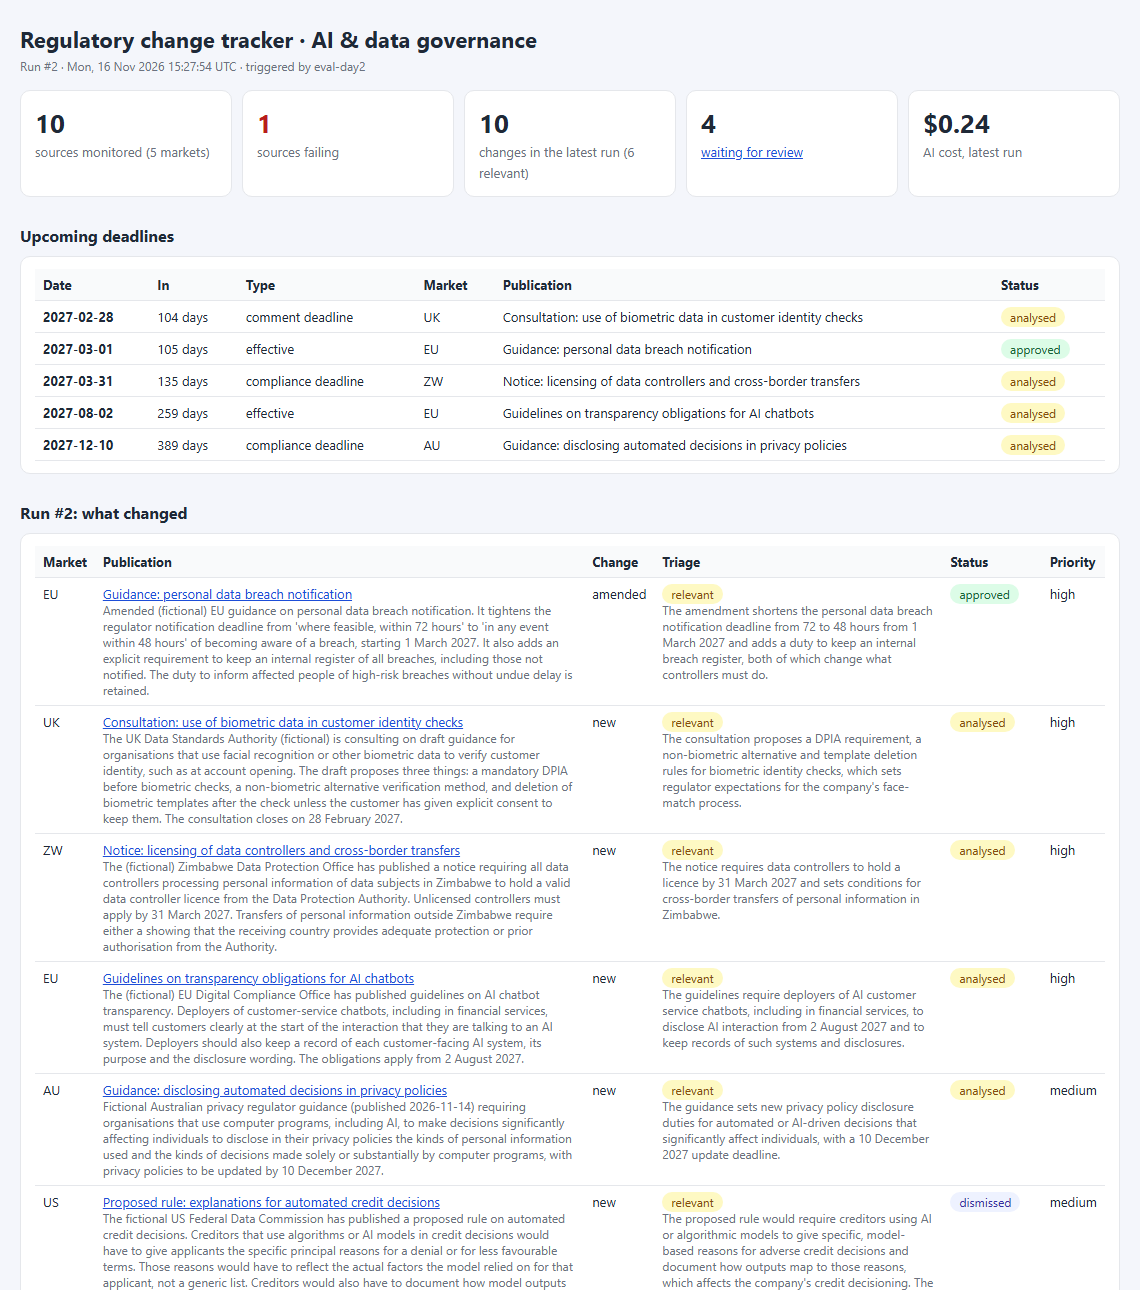 Regulatory change tracker · AI & data governance
Run #2 · Mon, 16 Nov 2026 15:27:54 UTC · triggered by eval-day2
10
sources monitored (5 markets)
1
sources failing
10
changes in the latest run (6
relevant)
4
waiting for review
$0.24
AI cost, latest run
Upcoming deadlines
Date In Type Market Publication Status
2027-02-28 104 days comment deadline UK Consultation: use of biometric data in customer identity checks analysed
2027-03-01 105 days effective EU Guidance: personal data breach notification approved
2027-03-31 135 days compliance deadline ZW Notice: licensing of data controllers and cross-border transfers analysed
2027-08-02 259 days effective EU Guidelines on transparency obligations for AI chatbots analysed
2027-12-10 389 days compliance deadline AU Guidance: disclosing automated decisions in privacy policies analysed
Run #2: what changed
Market Publication Change Triage Status Priority
EU Guidance: personal data breach notification amended relevant approved high
Amended (fictional) EU guidance on personal data breach notification. It tightens the
regulator notification deadline from 'where feasible, within 72 hours' to 'in any event
within 48 hours' of becoming aware of a breach, starting 1 March 2027. It also adds an
explicit requirement to keep an internal register of all breaches, including those not
notified. The duty to inform affected people of high-risk breaches without undue delay is
retained.
The amendment shortens the personal data breach
notification deadline from 72 to 48 hours from 1
March 2027 and adds a duty to keep an internal
breach register, both of which change what
controllers must do.
UK Consultation: use of biometric data in customer identity checks new relevant analysed high
The UK Data Standards Authority (fictional) is consulting on draft guidance for
organisations that use facial recognition or other biometric data to verify customer
identity, such as at account opening. The draft proposes three things: a mandatory DPIA
before biometric checks, a non-biometric alternative verification method, and deletion of
biometric templates after the check unless the customer has given explicit consent to
keep them. The consultation closes on 28 February 2027.
The consultation proposes a DPIA requirement, a
non-biometric alternative and template deletion
rules for biometric identity checks, which sets
regulator expectations for the company's face-
match process.
ZW Notice: licensing of data controllers and cross-border transfers new relevant analysed high
The (fictional) Zimbabwe Data Protection Office has published a notice requiring all data
controllers processing personal information of data subjects in Zimbabwe to hold a valid
data controller licence from the Data Protection Authority. Unlicensed controllers must
apply by 31 March 2027. Transfers of personal information outside Zimbabwe require
either a showing that the receiving country provides adequate protection or prior
authorisation from the Authority.
The notice requires data controllers to hold a
licence by 31 March 2027 and sets conditions for
cross-border transfers of personal information in
Zimbabwe.
EU Guidelines on transparency obligations for AI chatbots new relevant analysed high
The (fictional) EU Digital Compliance Office has published guidelines on AI chatbot
transparency. Deployers of customer-service chatbots, including in financial services,
must tell customers clearly at the start of the interaction that they are talking to an AI
system. Deployers should also keep a record of each customer-facing AI system, its
purpose and the disclosure wording. The obligations apply from 2 August 2027.
The guidelines require deployers of AI customer
service chatbots, including in financial services, to
disclose AI interaction from 2 August 2027 and to
keep records of such systems and disclosures.
AU Guidance: disclosing automated decisions in privacy policies new relevant analysed medium
Fictional Australian privacy regulator guidance (published 2026-11-14) requiring
organisations that use computer programs, including AI, to make decisions significantly
affecting individuals to disclose in their privacy policies the kinds of personal information
used and the kinds of decisions made solely or substantially by computer programs, with
privacy policies to be updated by 10 December 2027.
The guidance sets new privacy policy disclosure
duties for automated or AI-driven decisions that
significantly affect individuals, with a 10 December
2027 update deadline.
US Proposed rule: explanations for automated credit decisions new relevant dismissed medium
The fictional US Federal Data Commission has published a proposed rule on automated
credit decisions. Creditors that use algorithms or AI models in credit decisions would
have to give applicants the specific principal reasons for a denial or for less favourable
terms. Those reasons would have to reflect the actual factors the model relied on for that
applicant, not a generic list. Creditors would also have to document how model outputs
The proposed rule would require creditors using AI
or algorithmic models to give specific, model-
based reasons for adverse credit decisions and
document how outputs map to those reasons,
which affects the company's credit decisioning. The